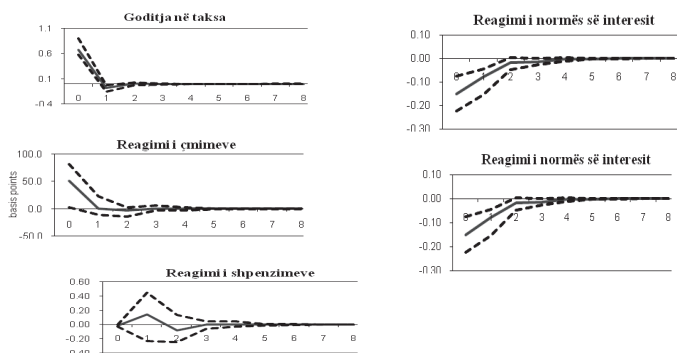 Goditja në taksa
1.1
0.6
0.1
-0.4
0 1 2 3 4 5 6 7 8
Reagimi i çmimeve
100.0
50.0
0.0
-50.0
basis points
0 1 2 3 4 5 6 7 8
Reagimi i shpenzimeve
0.60
0.40
0.20
0.00
-0.20
-0.40
0 1 2 3 4 5 6 7 8
Reagimi i normës së interesit
0.10
0.00
-0.10
-0.20
-0.30
0 1 2 3 4 5 6 7 8
Reagimi i normës së interesit
0.10
0.00
-0.10
-0.20
-0.30
0 1 2 3 4 5 6 7 8